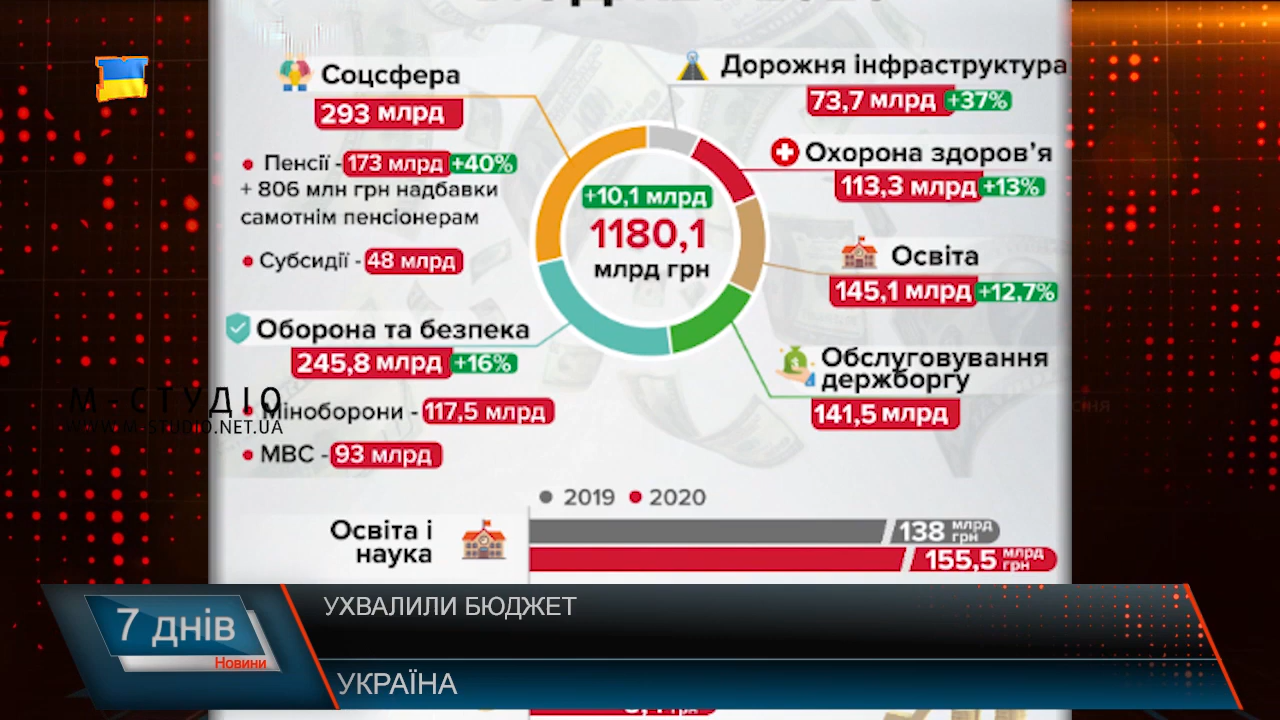 Соцсфера
293 млрд
Пенсії - 173 млрд +40%
+ 806 млн грн надбавки
самотнім пенсіонерам
Субсидії - 48 млрд
Оборона та безпека
245,8 млрд +16%
Міноборони - 117,5 млрд
МВС - 93 млрд
+10,1 млрд
1180,1
млрд грн
Дорожня інфраструктура
73,7 млрд +37%
Охорона здоров'я
113,3 млрд +13%
Освіта
145,1 млрд +12,7%
Обслуговування
держборгу
141,5 млрд
М-СТУДІО
WWW.M-STUDIO.NET.UA
2019 2020
Освіта і
наука
138 млрд
грн
155,5 млрд
грн
7 днів
Новини
УХВАЛИЛИ БЮДЖЕТ
УКРАЇНА